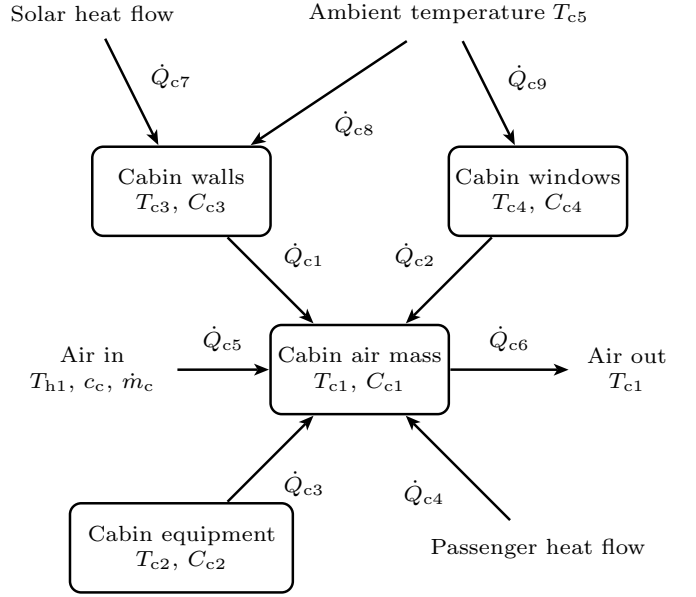 Solar heat flow
Ambient temperature T_c5
Q̇_c7
Q̇_c9
Q̇_c8
Cabin walls
T_c3, C_c3
Cabin windows
T_c4, C_c4
Q̇_c1
Q̇_c2
Air in
T_h1, c_c, ṁ_c
Q̇_c5
Cabin air mass
T_c1, C_c1
Q̇_c6
Air out
T_c1
Q̇_c3
Q̇_c4
Cabin equipment
T_c2, C_c2
Passenger heat flow